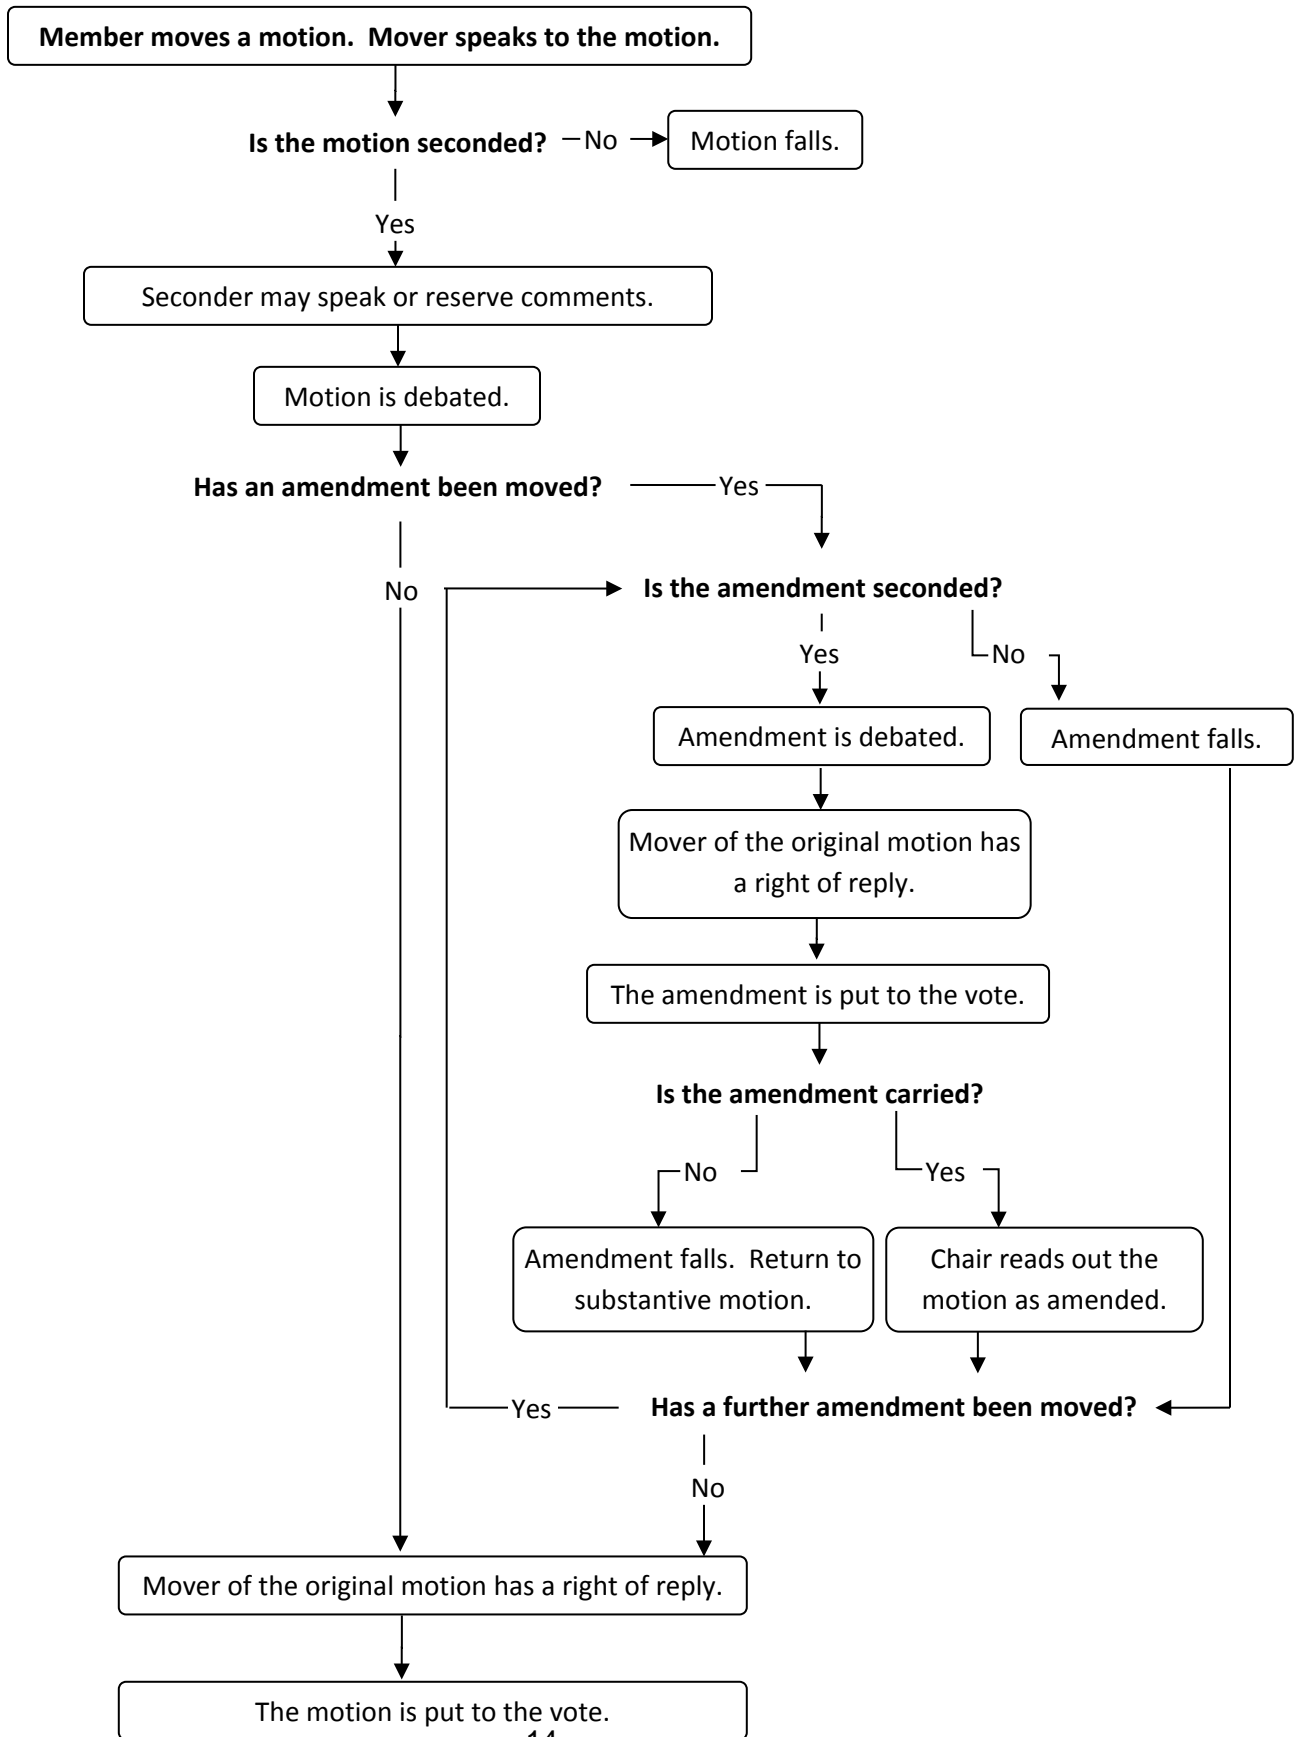 Member moves a motion.  Mover speaks to the motion.
Is the motion seconded?
No
Motion falls.
Yes
Seconder may speak or reserve comments.
Motion is debated.
Has an amendment been moved?
Yes
No
Is the amendment seconded?
Yes
No
Amendment is debated.
Amendment falls.
Mover of the original motion has
a right of reply.
The amendment is put to the vote.
Is the amendment carried?
No
Yes
Amendment falls.  Return to
substantive motion.
Chair reads out the
motion as amended.
Has a further amendment been moved?
Yes
No
Mover of the original motion has a right of reply.
The motion is put to the vote.